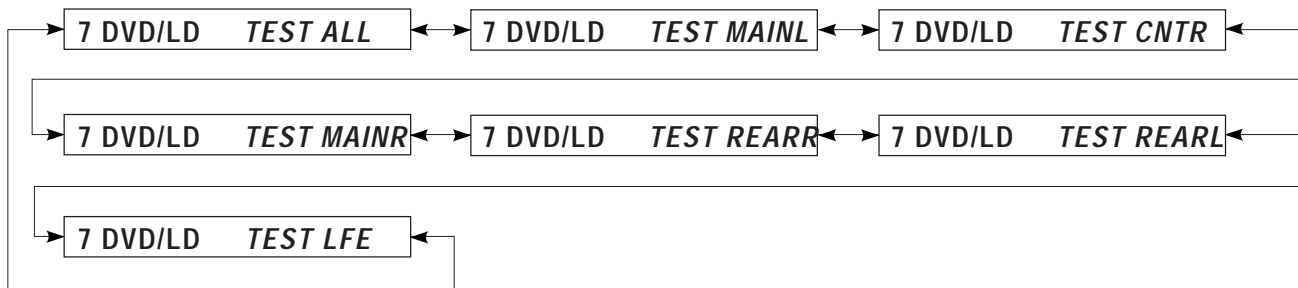 7 DVD/LD TEST ALL
7 DVD/LD TEST MAINL
7 DVD/LD TEST CNTR
7 DVD/LD TEST MAINR
7 DVD/LD TEST REARR
7 DVD/LD TEST REARL
7 DVD/LD TEST LFE